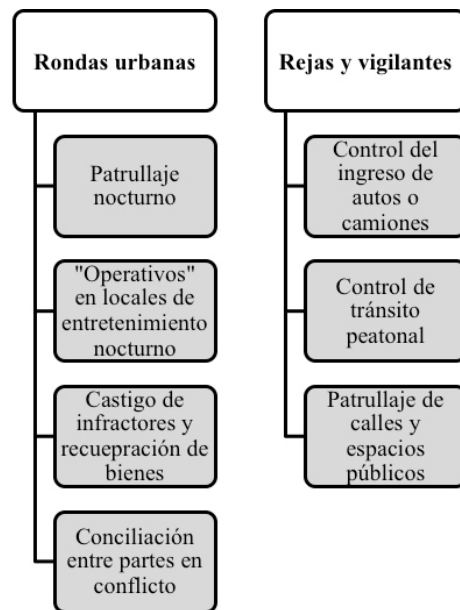 Rondas urbanas
Patrullaje
nocturno
"Operativos"
en locales de
entretenimiento
nocturno
Castigo de
infractores y
recuepración de
bienes
Conciliación
entre partes en
conflicto
Rejas y vigilantes
Control del
ingreso de
autos o
camiones
Control de
tránsito
peatonal
Patrullaje de
calles y
espacios
públicos